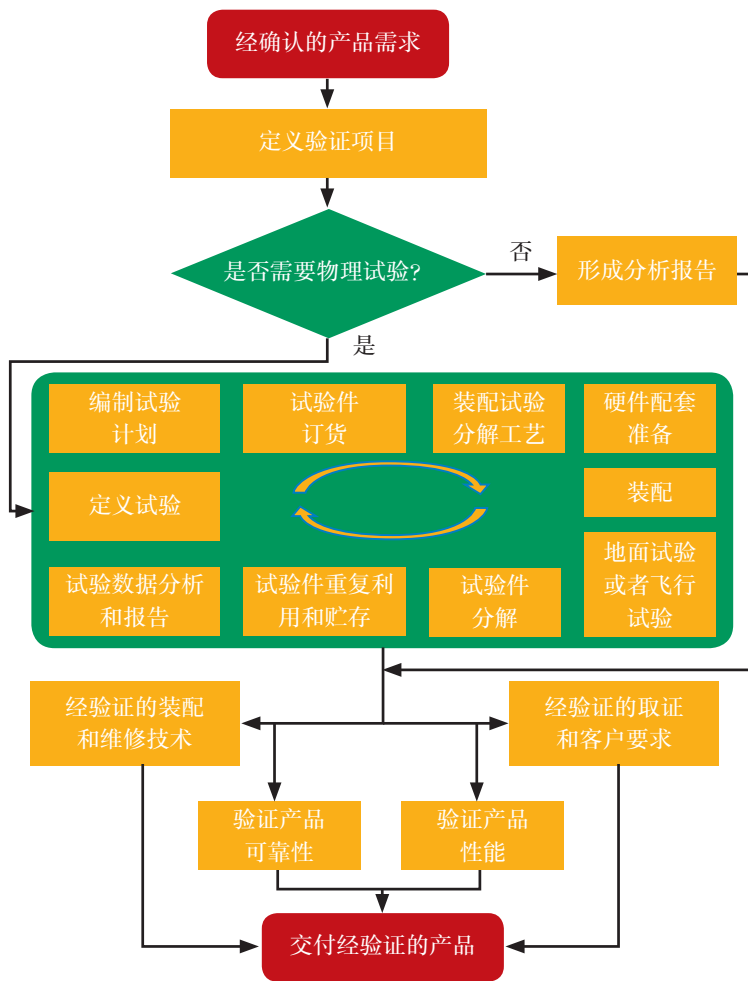 经确认的产品需求
定义验证项目
是否需要物理试验?
否
形成分析报告
是
编制试验
计划
试验件
订货
装配试验
分解工艺
硬件配套
准备
定义试验
装配
试验数据分析
和报告
试验件重复利
用和贮存
试验件
分解
地面试验
或者飞行
试验
经验证的装配
和维修技术
经验证的取证
和客户要求
验证产品
可靠性
验证产品
性能
交付经验证的产品